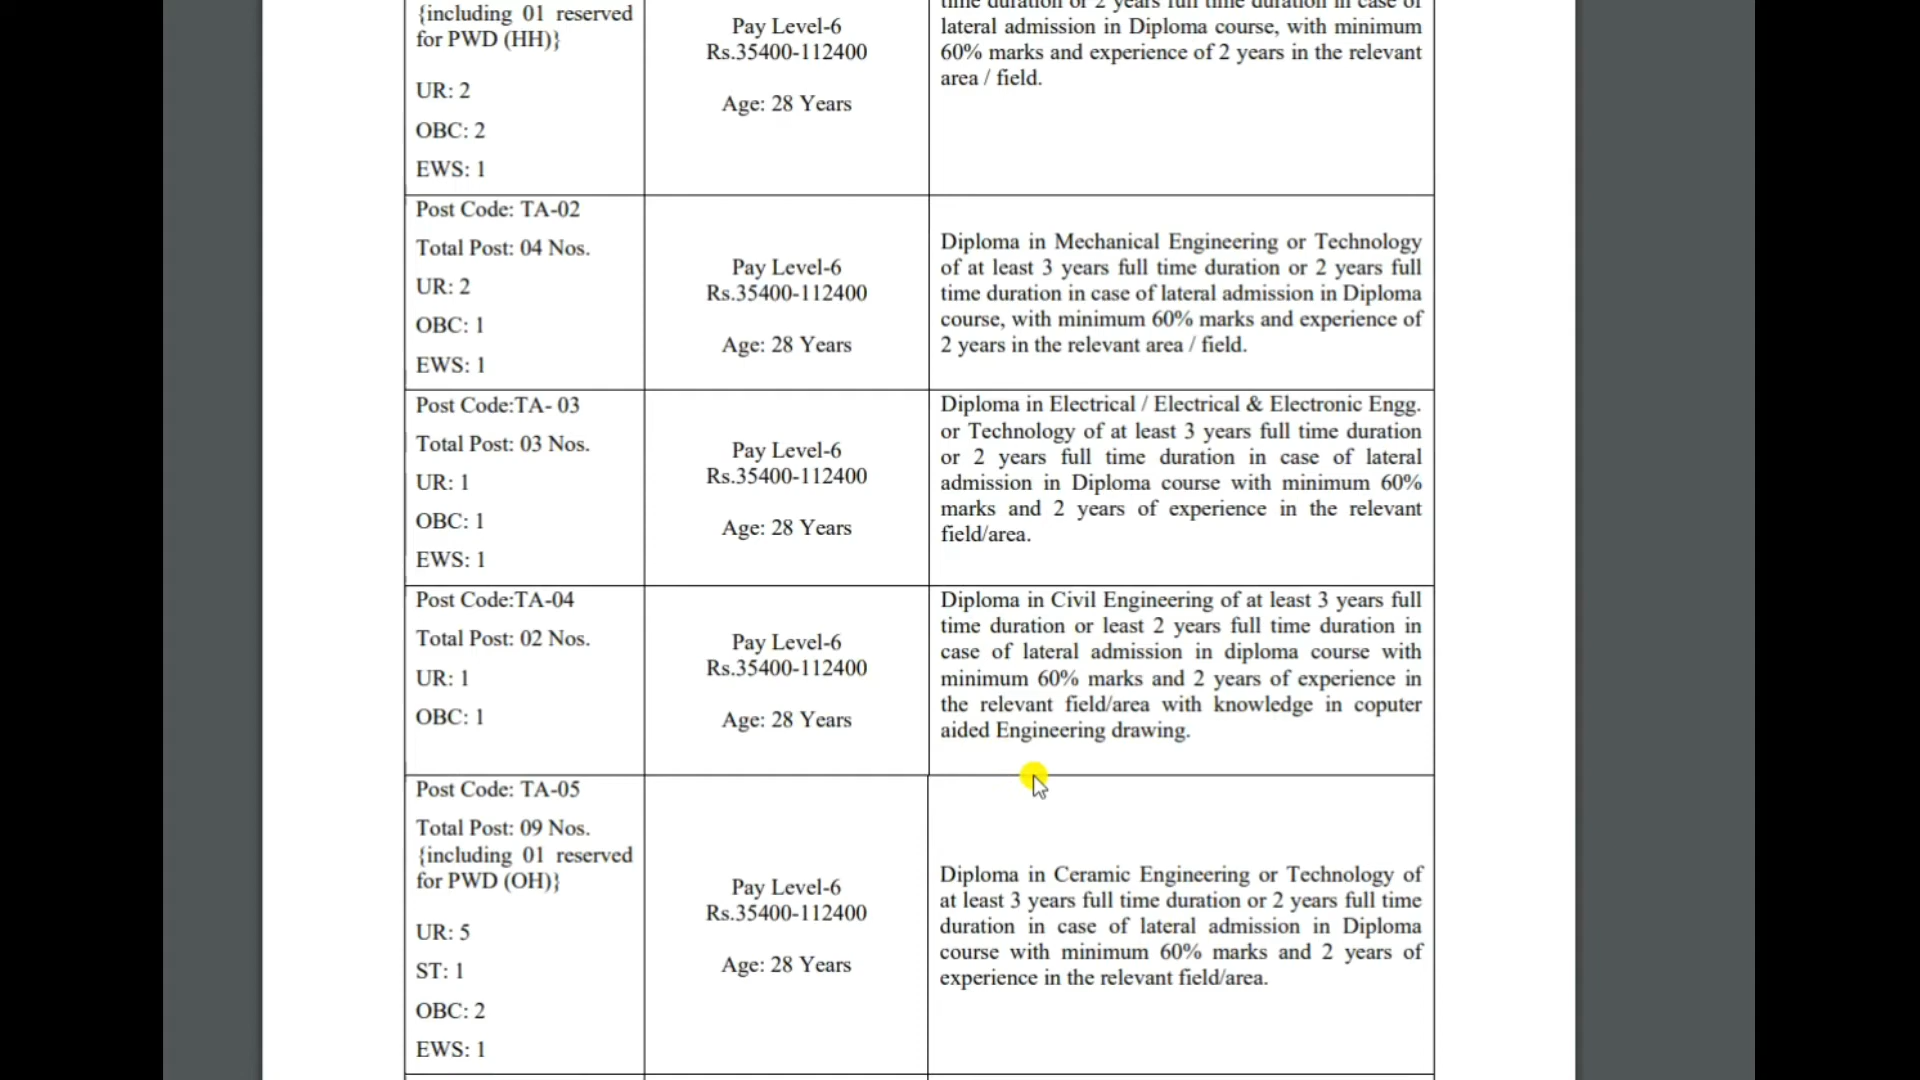 {including 01 reserved
for PWD (HH)}
UR: 2
OBC: 2
EWS: 1
Pay Level-6
Rs.35400-112400
Age: 28 Years
time duration or 2 years full time duration in case of
lateral admission in Diploma course, with minimum
60% marks and experience of 2 years in the relevant
area / field.
Post Code: TA-02
Total Post: 04 Nos.
UR: 2
OBC: 1
EWS: 1
Pay Level-6
Rs.35400-112400
Age: 28 Years
Diploma in Mechanical Engineering or Technology
of at least 3 years full time duration or 2 years full
time duration in case of lateral admission in Diploma
course, with minimum 60% marks and experience of
2 years in the relevant area / field.
Post Code:TA- 03
Total Post: 03 Nos.
UR: 1
OBC: 1
EWS: 1
Pay Level-6
Rs.35400-112400
Age: 28 Years
Diploma in Electrical / Electrical & Electronic Engg.
or Technology of at least 3 years full time duration
or 2 years full time duration in case of lateral
admission in Diploma course with minimum 60%
marks and 2 years of experience in the relevant
field/area.
Post Code:TA-04
Total Post: 02 Nos.
UR: 1
OBC: 1
Pay Level-6
Rs.35400-112400
Age: 28 Years
Diploma in Civil Engineering of at least 3 years full
time duration or least 2 years full time duration in
case of lateral admission in diploma course with
minimum 60% marks and 2 years of experience in
the relevant field/area with knowledge in coputer
aided Engineering drawing.
Post Code: TA-05
Total Post: 09 Nos.
{including 01 reserved
for PWD (OH)}
UR: 5
ST: 1
OBC: 2
EWS: 1
Pay Level-6
Rs.35400-112400
Age: 28 Years
Diploma in Ceramic Engineering or Technology of
at least 3 years full time duration or 2 years full time
duration in case of lateral admission in Diploma
course with minimum 60% marks and 2 years of
experience in the relevant field/area.